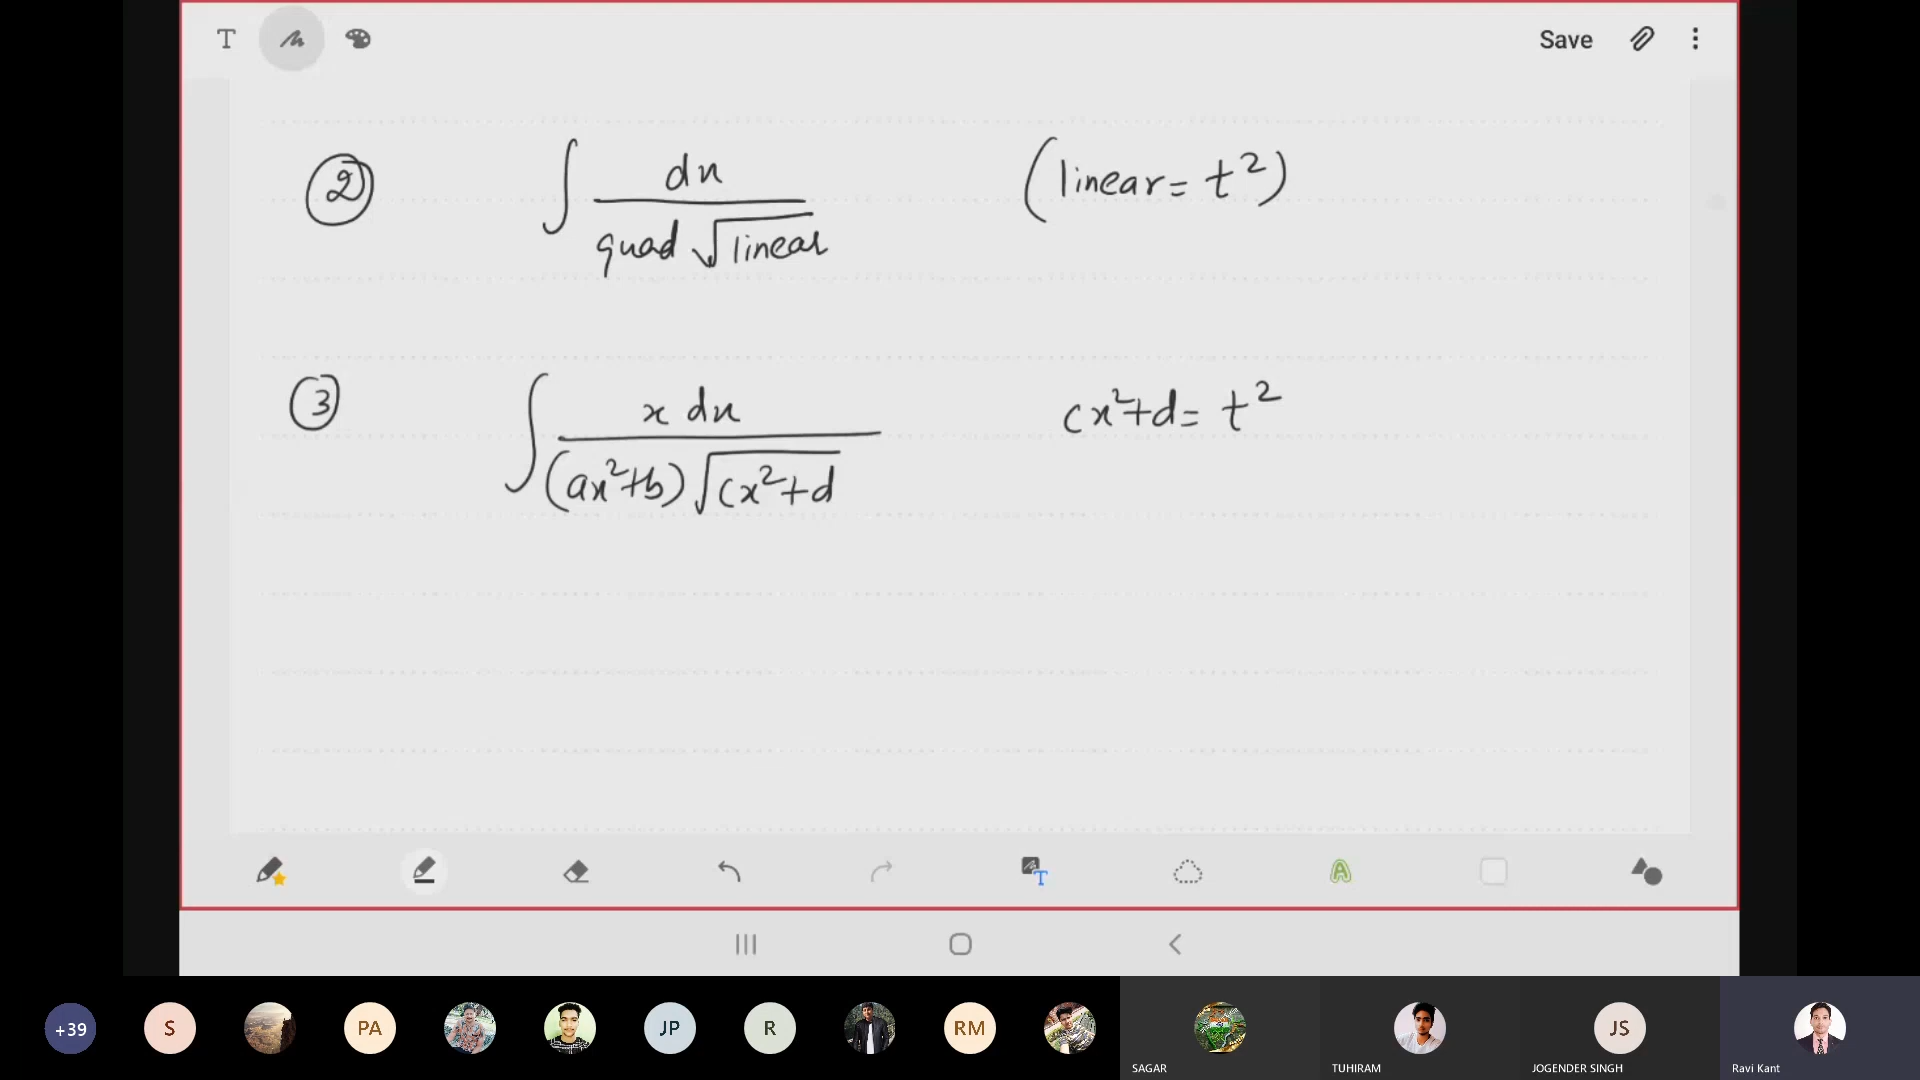 T Save
② ∫ dx / quad √linear (linear = t²)
③ ∫ x dx / (ax²+b) √cx²+d cx²+d = t²
T A
+39 S PA JP R RM JS
SAGAR TUHIRAM JOGENDER SINGH Ravi Kant